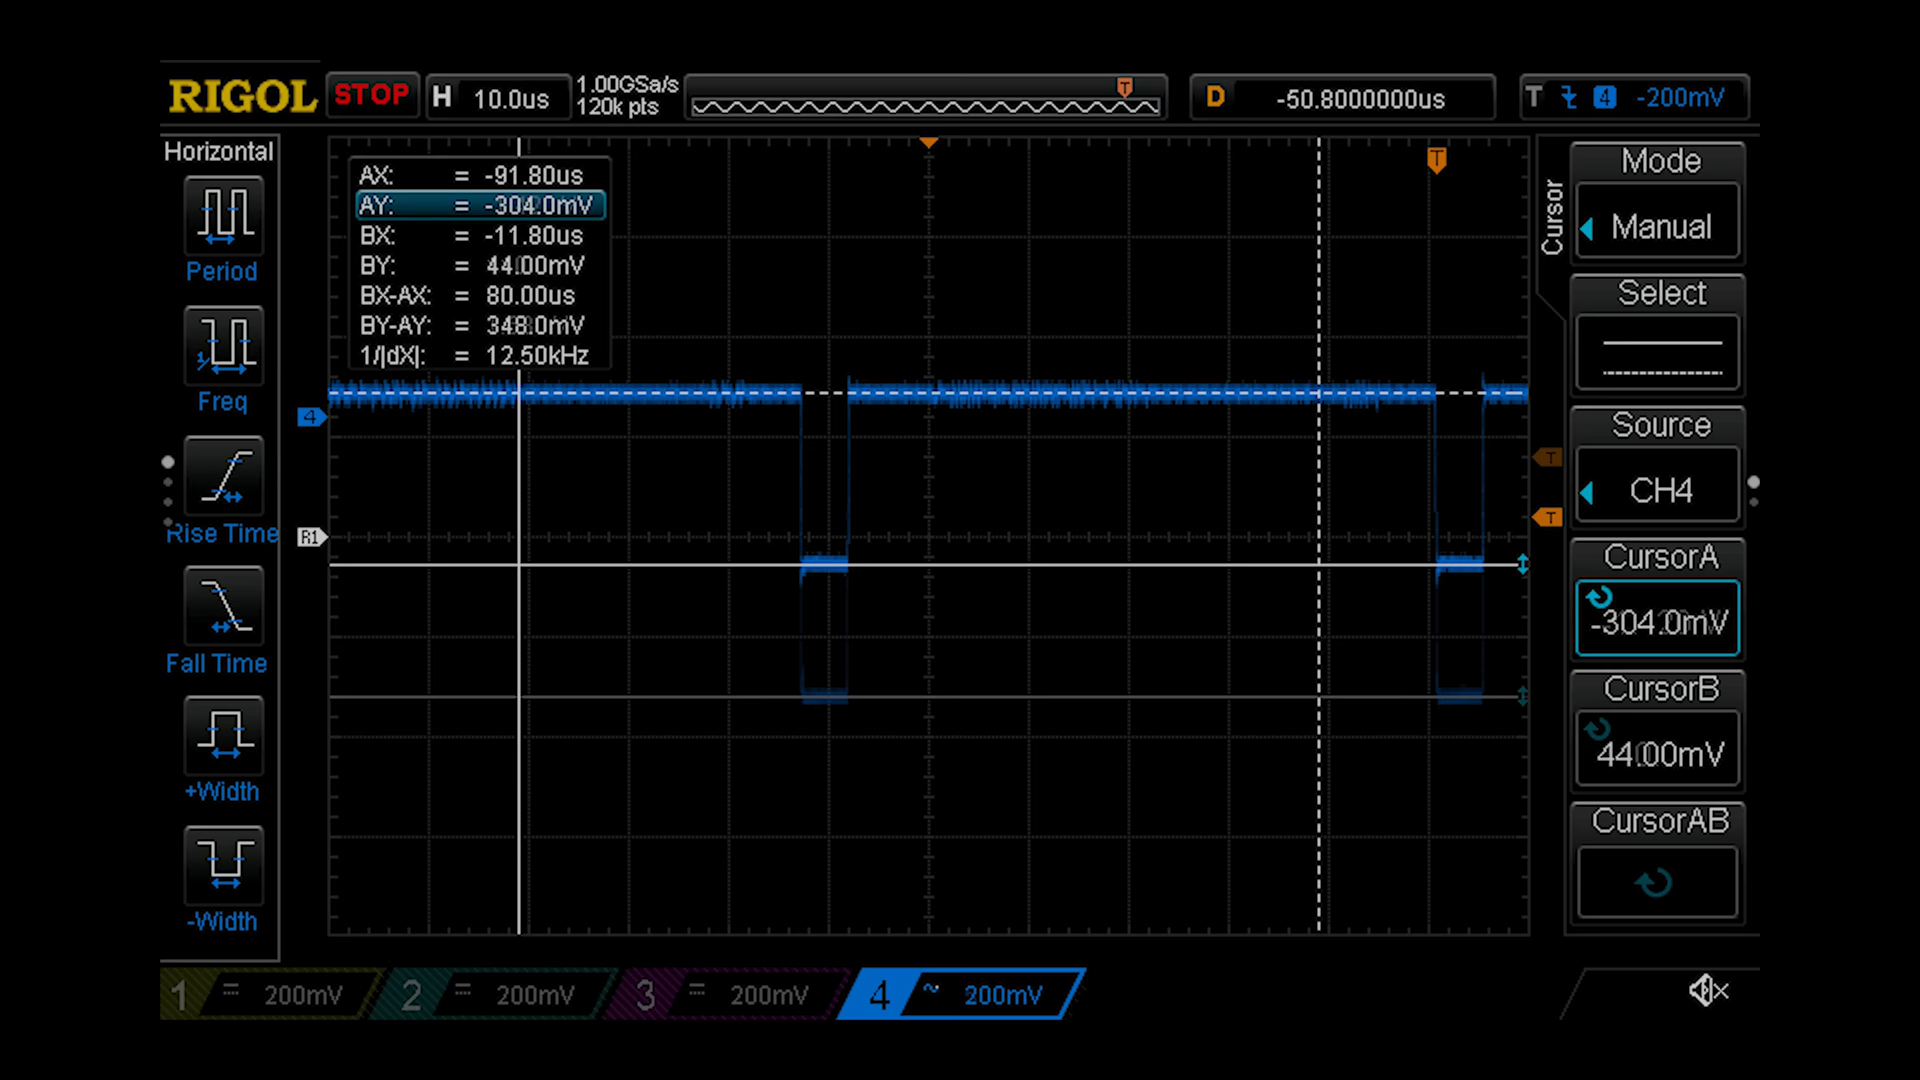 RIGOL STOP H 10.0us 1.00GSa/s 120k pts T D -50.8000000us T 4 -200mV
Horizontal
Period
Freq
Rise Time
Fall Time
+Width
-Width
AX: = -91.80us
AY: = -304.0mV
BX: = -11.80us
BY: = 44.00mV
BX-AX: = 80.00us
BY-AY: = 348.0mV
1/|dX|: = 12.50kHz
T
4
R1
T
T
Cursor
Mode
Manual
Select
Source
CH4
CursorA
-304.0mV
CursorB
44.00mV
CursorAB
1 200mV 2 200mV 3 200mV 4 200mV